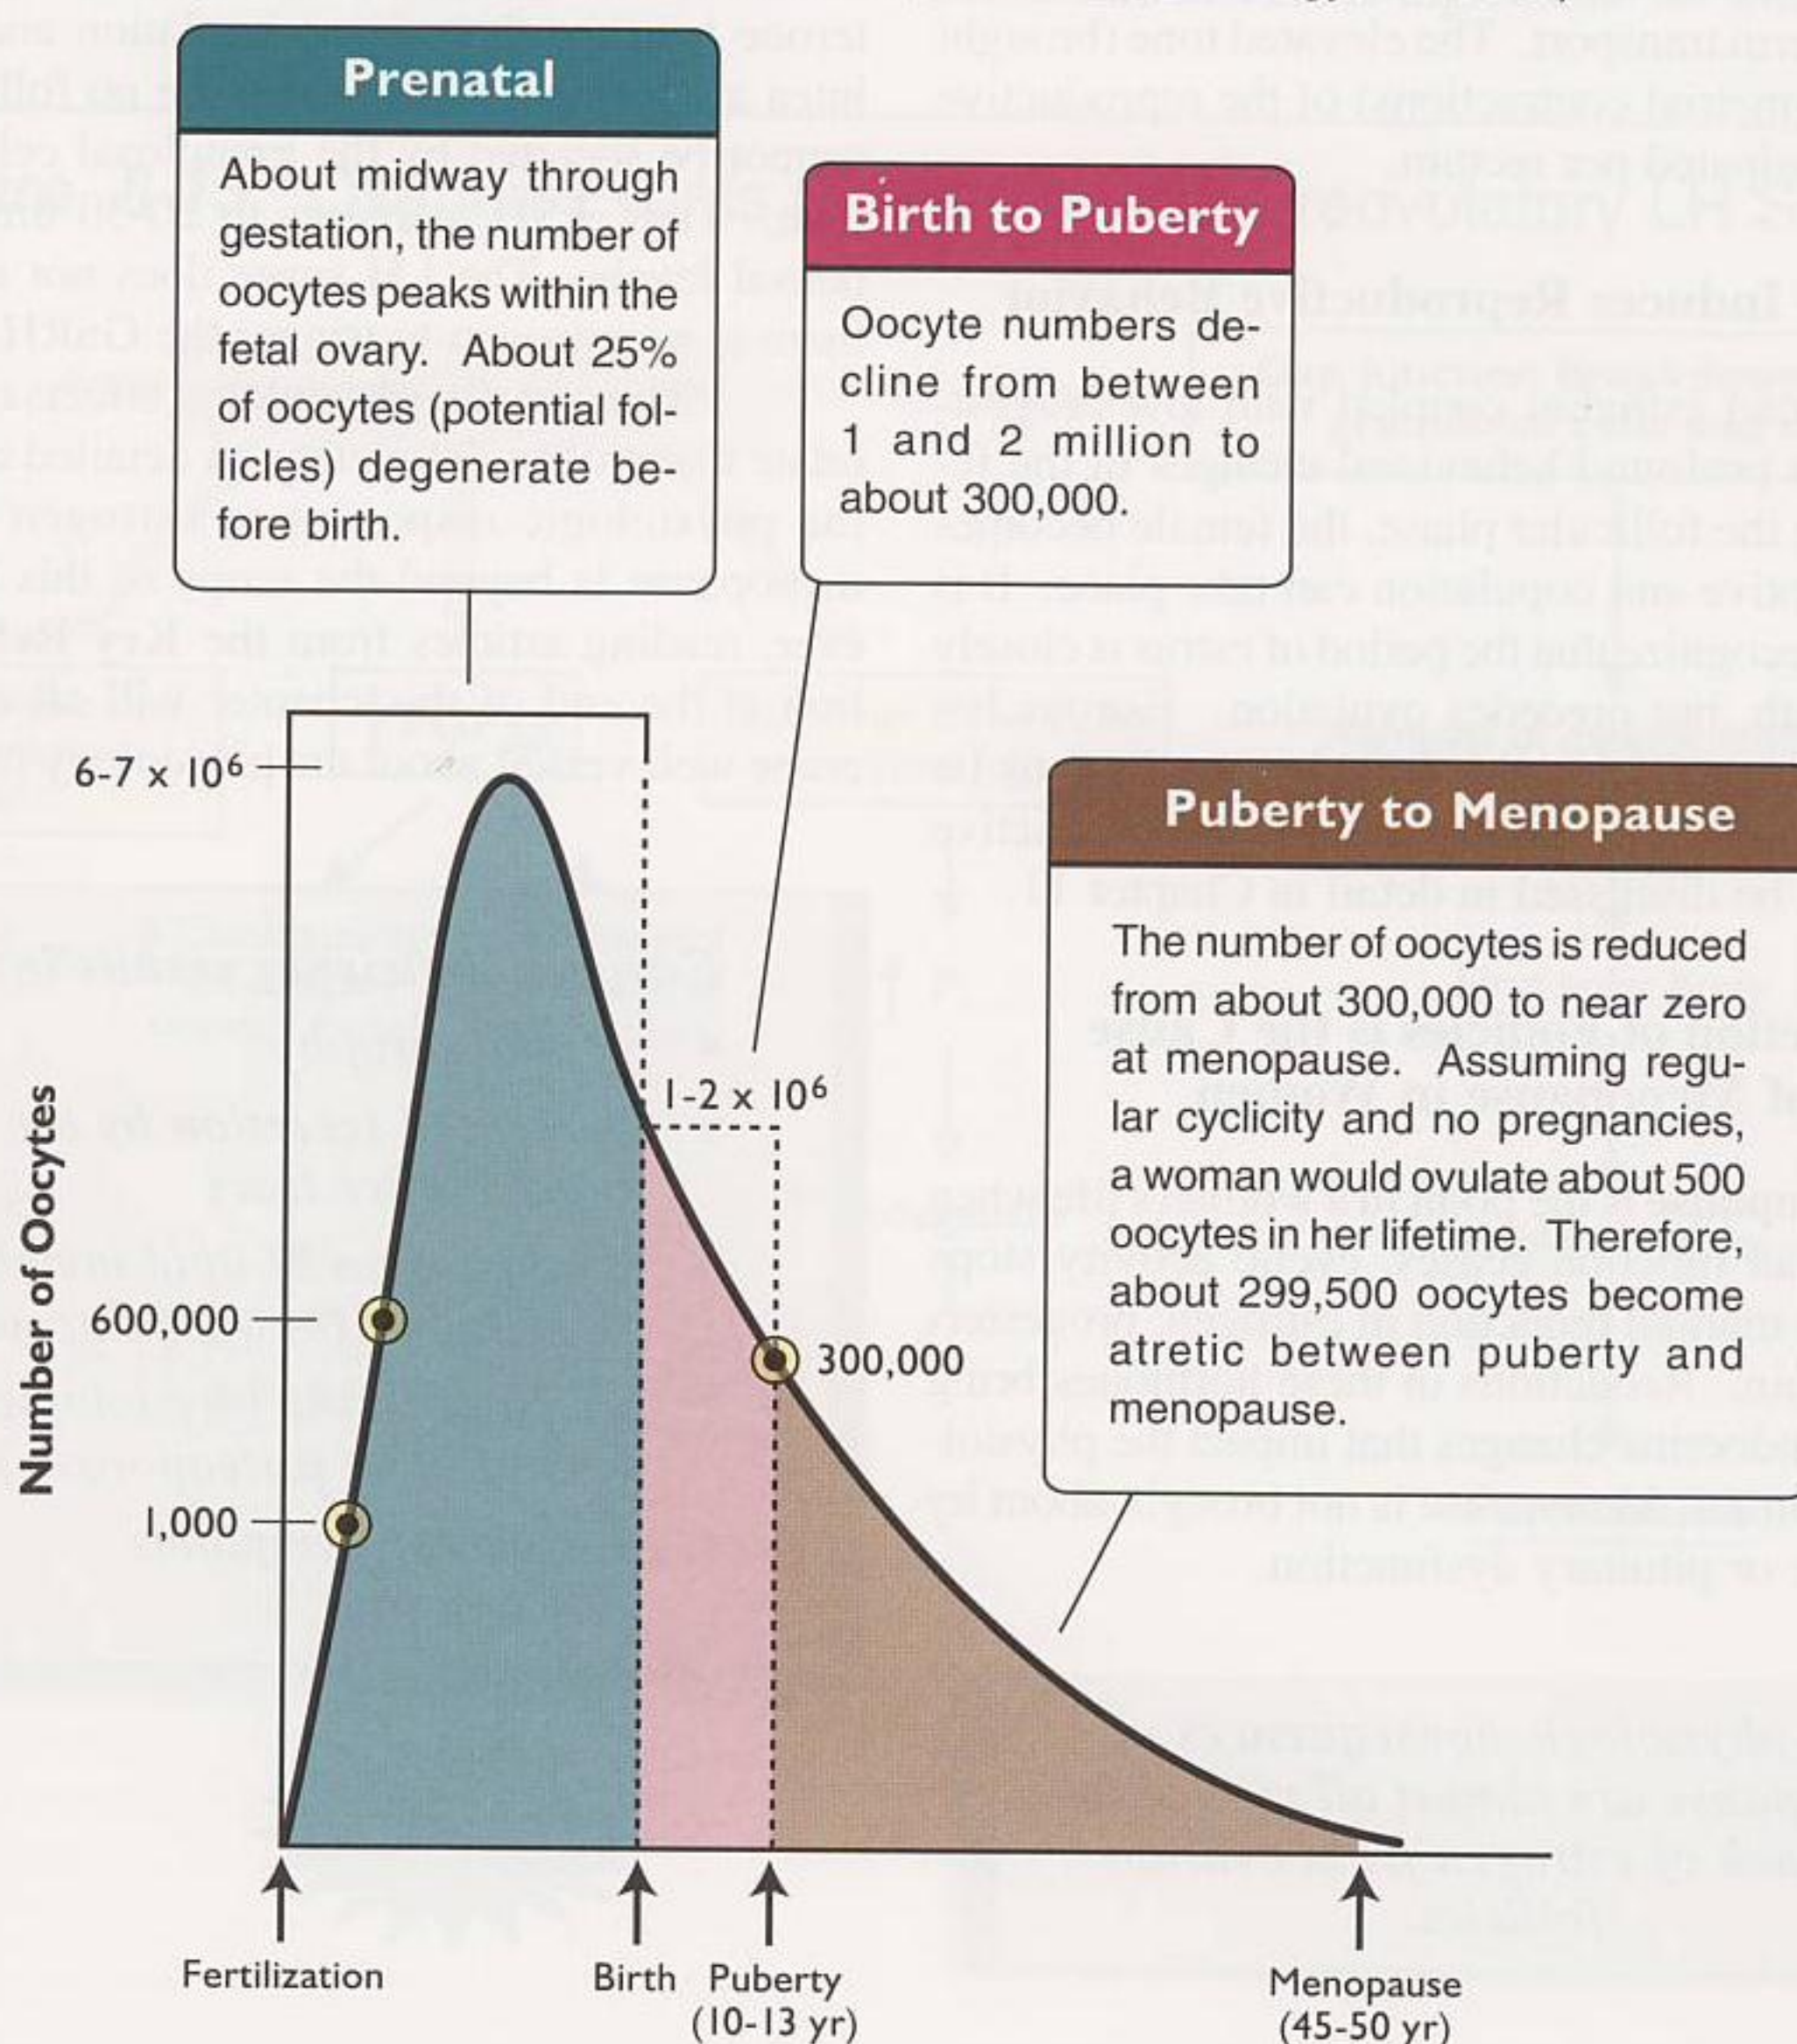 Prenatal
About midway through
gestation, the number of
oocytes peaks within the
fetal ovary. About 25%
of oocytes (potential fol-
licles) degenerate be-
fore birth.
Birth to Puberty
Oocyte numbers de-
cline from between
1 and 2 million to
about 300,000.
Puberty to Menopause
The number of oocytes is reduced
from about 300,000 to near zero
at menopause. Assuming regu-
lar cyclicity and no pregnancies,
a woman would ovulate about 500
oocytes in her lifetime. Therefore,
about 299,500 oocytes become
atretic between puberty and
menopause.
Number of Oocytes
6-7 x 10⁶
1-2 x 10⁶
600,000
300,000
1,000
Fertilization
Birth
Puberty
(10-13 yr)
Menopause
(45-50 yr)